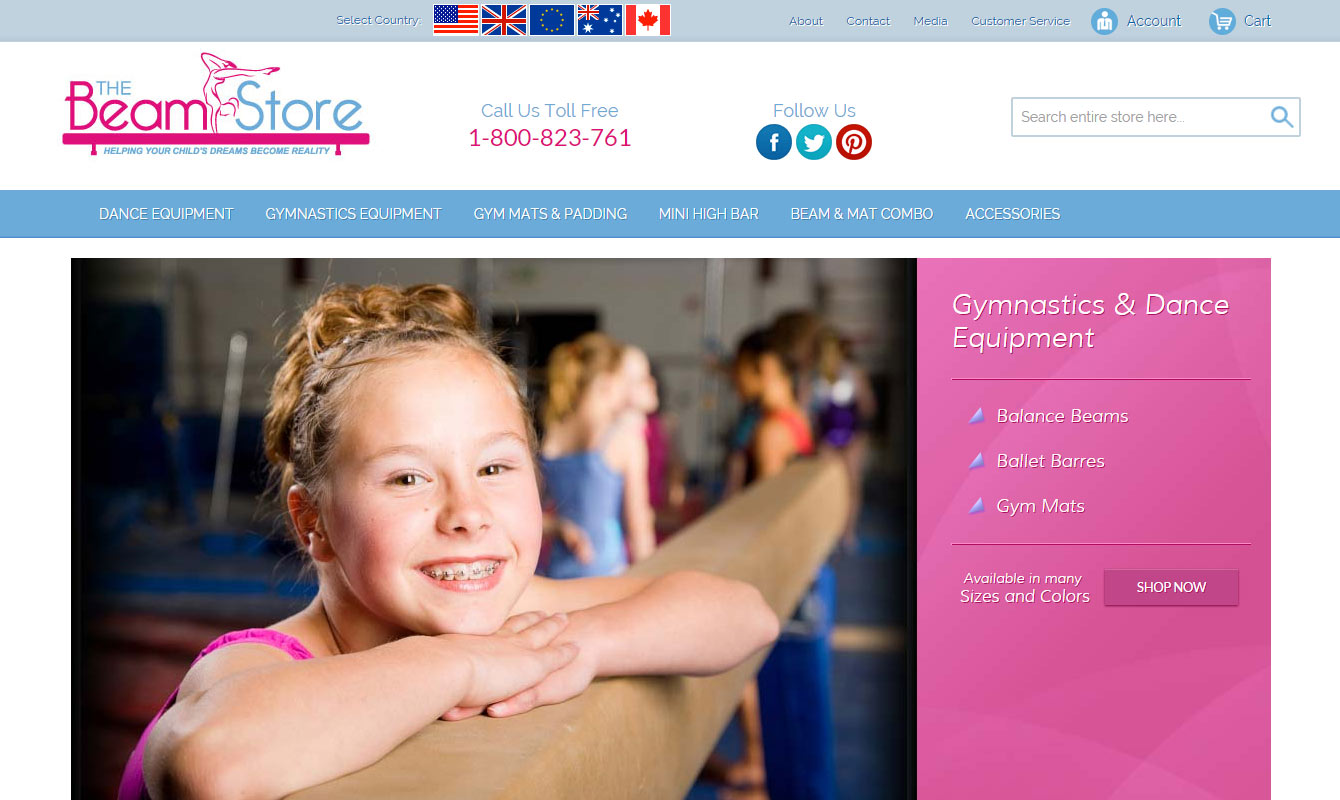 Select Country:
About Contact Media Customer Service Account Cart
THE
Beam Store
HELPING YOUR CHILD'S DREAMS BECOME REALITY
Call Us Toll Free
1-800-823-761
Follow Us
Search entire store here...
DANCE EQUIPMENT GYMNASTICS EQUIPMENT GYM MATS & PADDING MINI HIGH BAR BEAM & MAT COMBO ACCESSORIES
Gymnastics & Dance
Equipment
Balance Beams
Ballet Barres
Gym Mats
Available in many
Sizes and Colors
SHOP NOW